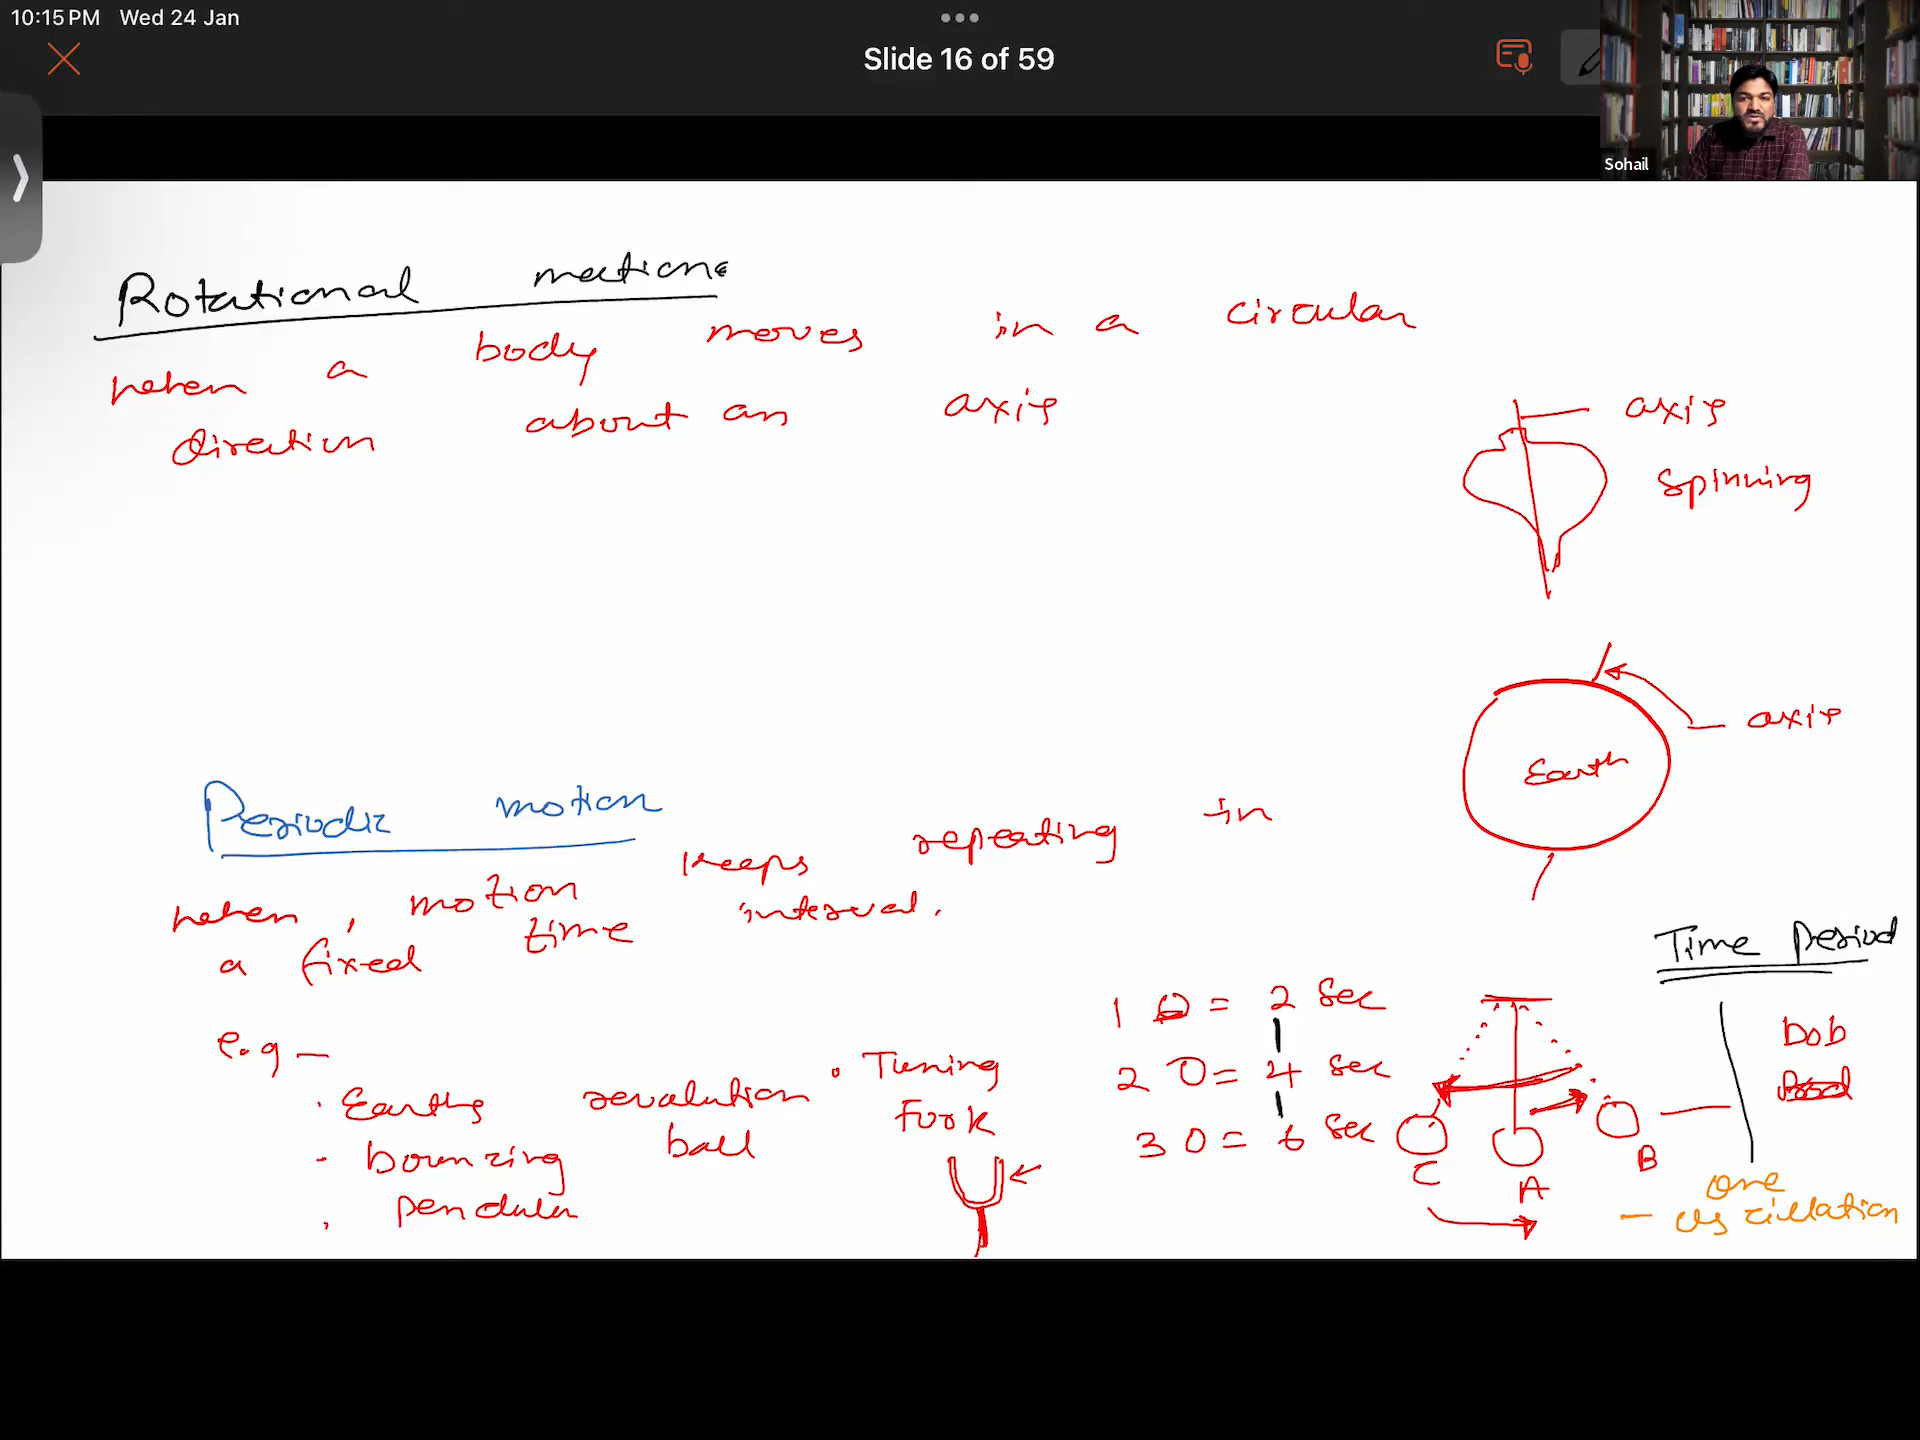 10:15 PM Wed 24 Jan
Slide 16 of 59
Sohail
Rotational motion
when a body moves in a circular
direction about an axis
axis
spinning
axis
Earth
Periodic motion
when, motion keeps repeating in
a fixed time interval.
e.g —
· Earths revolution
- bounzing ball
, pendulum
· Tuning
Fork
1 O = 2 Sec
2 O = 4 Sec
3 O = 6 Sec
C A B
Time Period
Bob
one
— oscillation